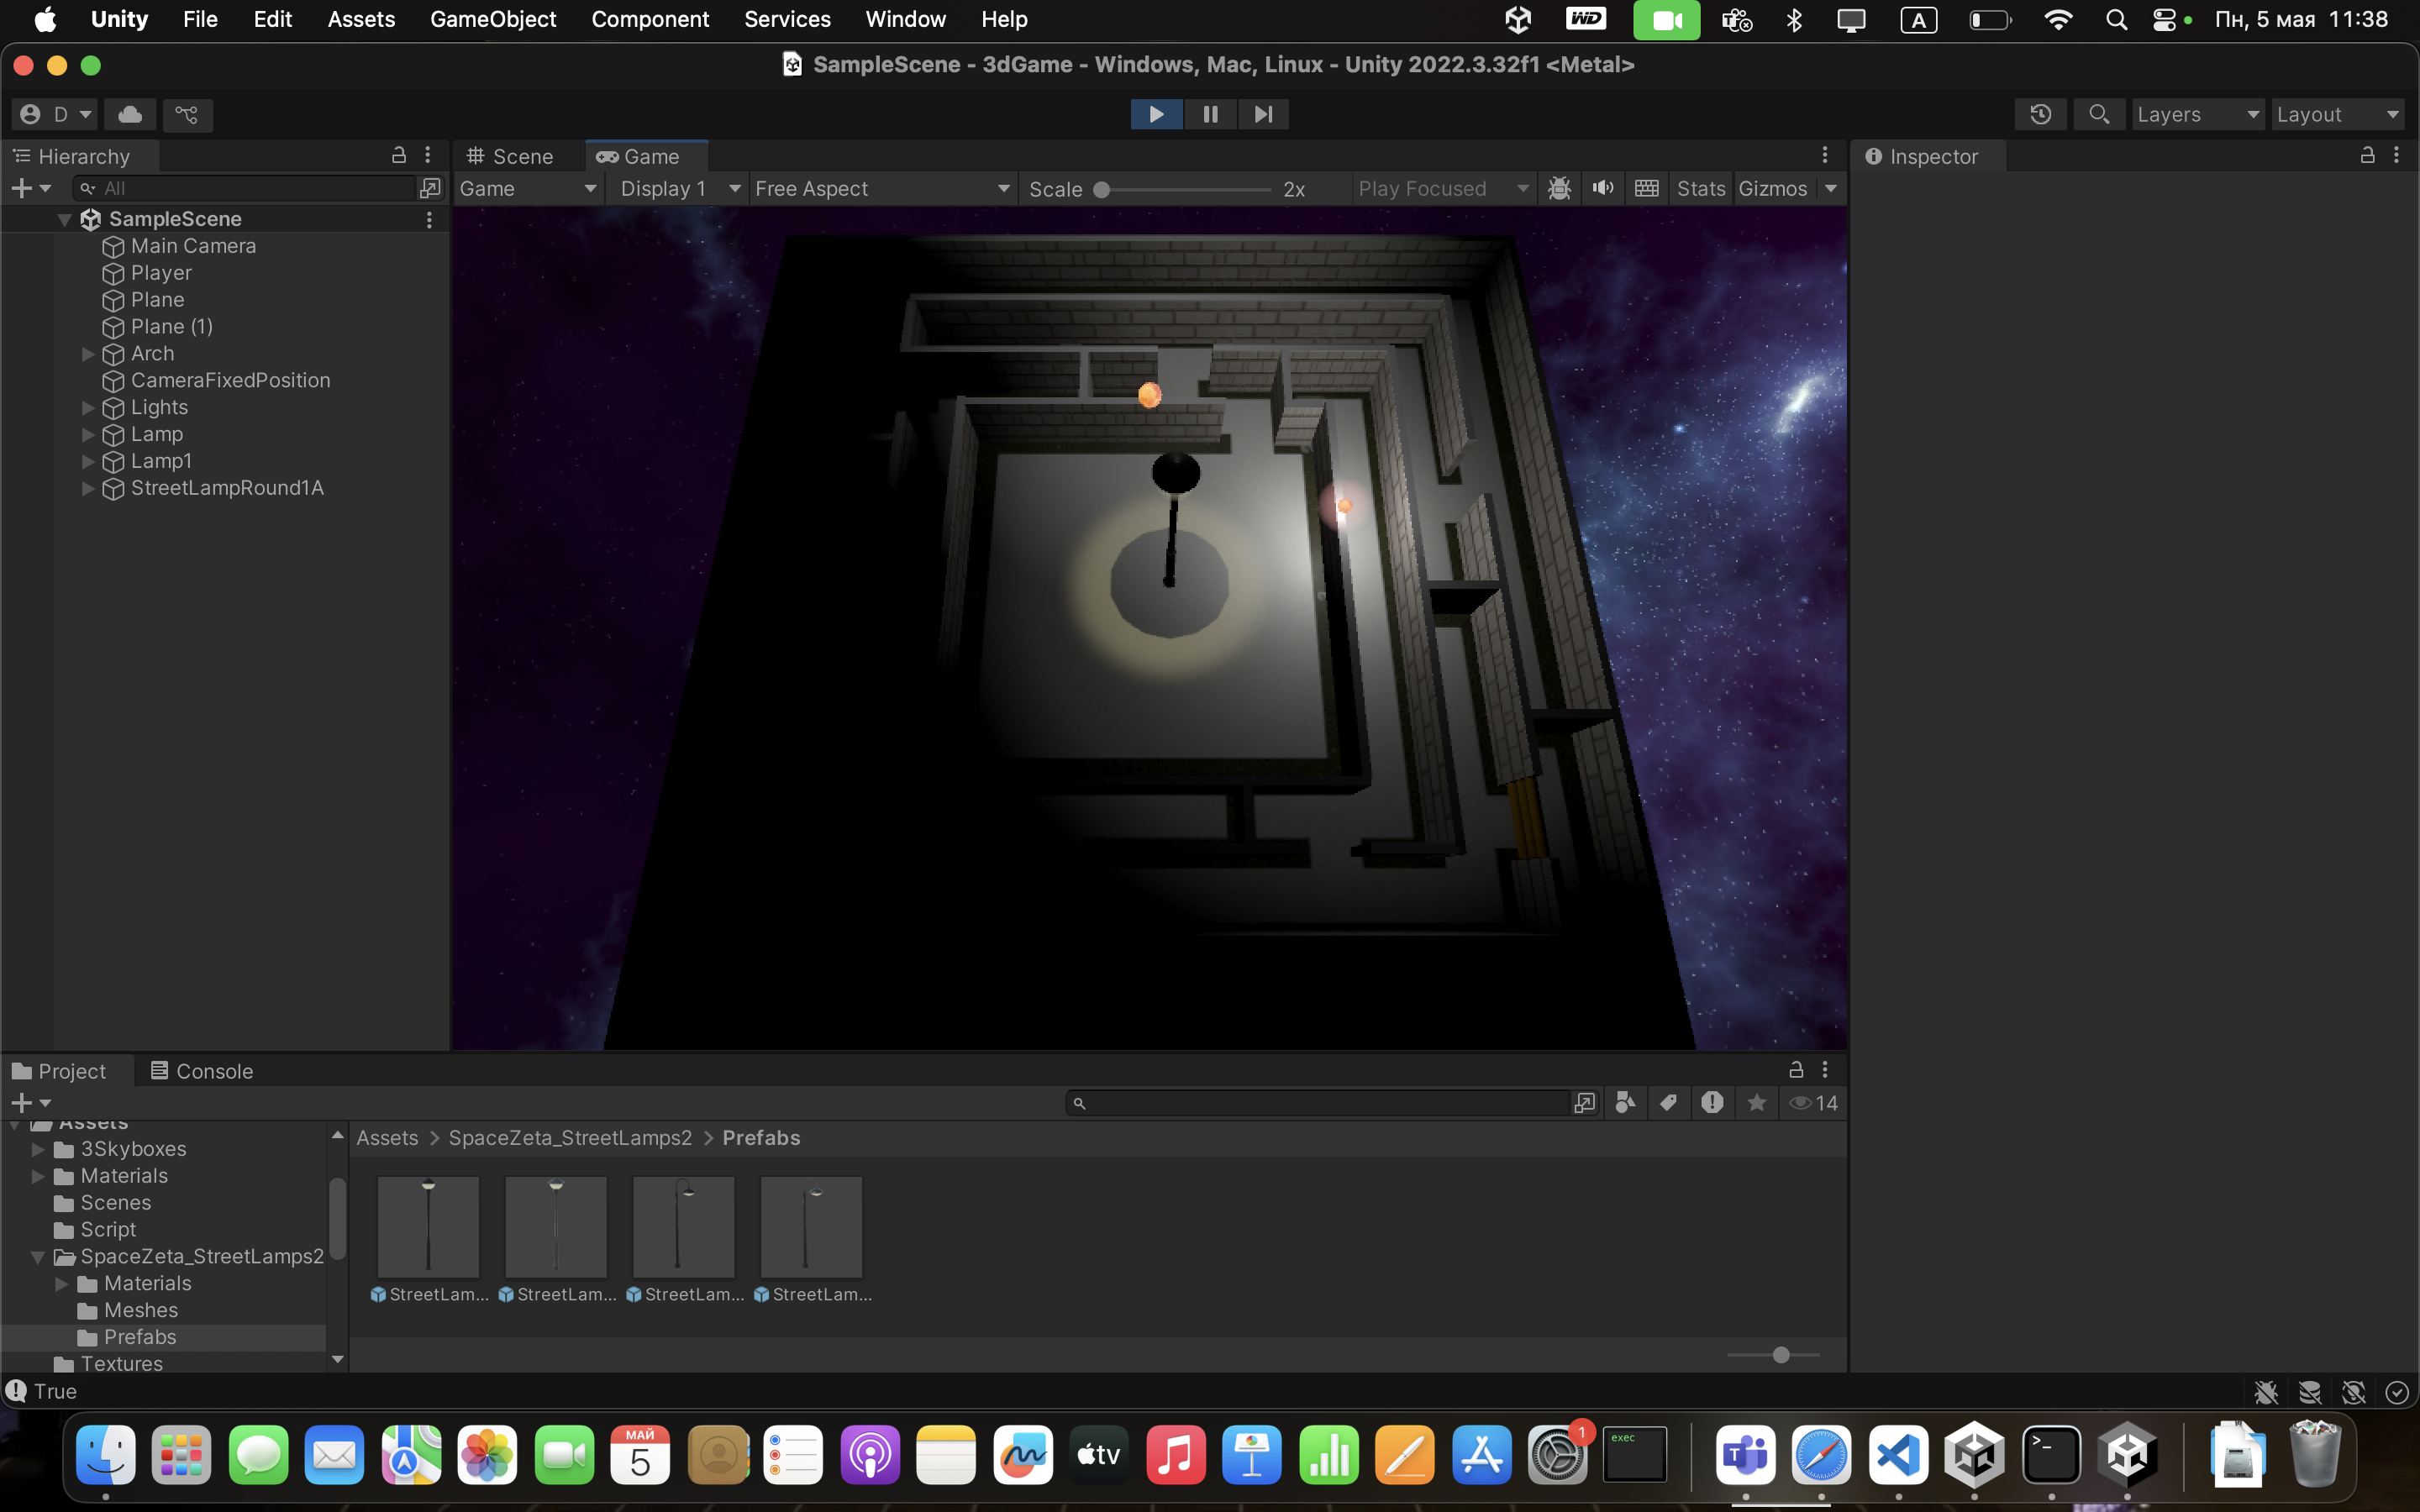 Unity File Edit Assets GameObject Component Services Window Help WD A Пн, 5 мая 11:38
SampleScene - 3dGame - Windows, Mac, Linux - Unity 2022.3.32f1 <Metal>
D Layers Layout
Hierarchy Scene Game Inspector
All Game Display 1 Free Aspect Scale 2x Play Focused Stats Gizmos
SampleScene
Main Camera
Player
Plane
Plane (1)
Arch
CameraFixedPosition
Lights
Lamp
Lamp1
StreetLampRound1A
Project Console
14
Assets
Assets > SpaceZeta_StreetLamps2 > Prefabs
3Skyboxes
Materials
Scenes
Script
SpaceZeta_StreetLamps2
Materials
Meshes
Prefabs
Textures
StreetLam... StreetLam... StreetLam... StreetLam...
True
МАЙ
5
tv
1
exec
>_